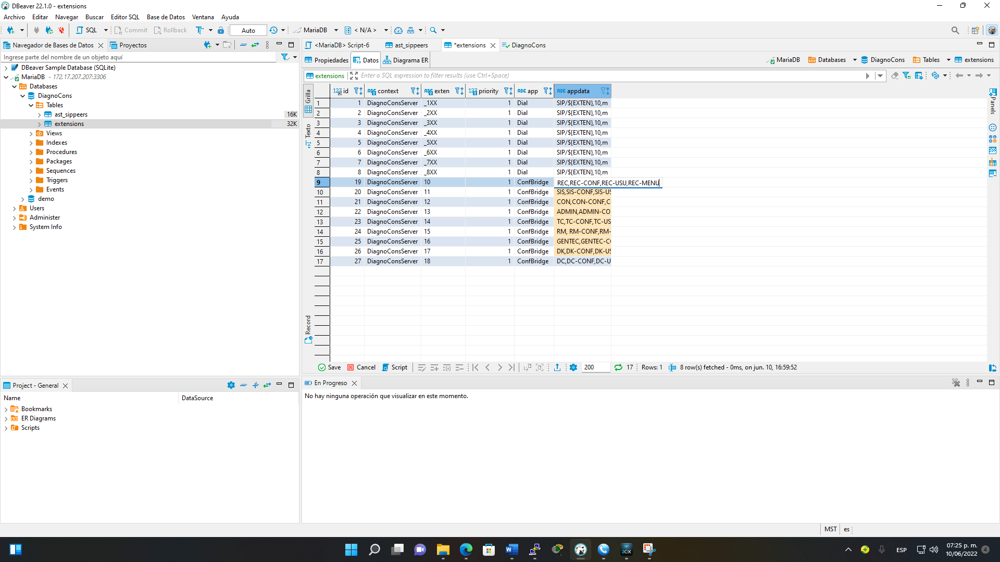 DBeaver 22.1.0 - extensions
Archivo Editar Navegar Buscar Editor SQL Base de Datos Ventana Ayuda
SQL Commit Rollback Auto MariaDB < N/A >
Navegador de Bases de Datos Proyectos
Ingrese parte del nombre de un objeto aquí
DBeaver Sample Database (SQLite)
MariaDB - 172.17.207.207:3306
Databases
DiagnoCons
Tables
ast_sippeers 16K
extensions 32K
Views
Indexes
Procedures
Packages
Sequences
Triggers
Events
demo
Users
Administer
System Info
<MariaDB> Script-6 ast_sippeers *extensions DiagnoCons
Propiedades Datos Diagrama ER MariaDB Databases DiagnoCons Tables extensions
extensions Enter a SQL expression to filter results (use Ctrl+Space)
Grilla
Texto
Record
Panels
123 id ABC context ABC exten 123 priority ABC app ABC appdata
1 1 DiagnoConsServer _1XX 1 Dial SIP/${EXTEN},10,m
2 2 DiagnoConsServer _2XX 1 Dial SIP/${EXTEN},10,m
3 3 DiagnoConsServer _3XX 1 Dial SIP/${EXTEN},10,m
4 4 DiagnoConsServer _4XX 1 Dial SIP/${EXTEN},10,m
5 5 DiagnoConsServer _5XX 1 Dial SIP/${EXTEN},10,m
6 6 DiagnoConsServer _6XX 1 Dial SIP/${EXTEN},10,m
7 7 DiagnoConsServer _7XX 1 Dial SIP/${EXTEN},10,m
8 8 DiagnoConsServer _8XX 1 Dial SIP/${EXTEN},10,m
9 19 DiagnoConsServer 10 1 ConfBridge REC,REC-CONF,REC-USU,REC-MENU
10 20 DiagnoConsServer 11 1 ConfBridge SIS,SIS-CONF,SIS-US
11 21 DiagnoConsServer 12 1 ConfBridge CON,CON-CONF,C
12 22 DiagnoConsServer 13 1 ConfBridge ADMIN,ADMIN-CO
13 23 DiagnoConsServer 14 1 ConfBridge TC,TC-CONF,TC-US
14 24 DiagnoConsServer 15 1 ConfBridge RM, RM-CONF,RM-
15 25 DiagnoConsServer 16 1 ConfBridge GENTEC,GENTEC-C
16 26 DiagnoConsServer 17 1 ConfBridge DK,DK-CONF,DK-US
17 27 DiagnoConsServer 18 1 ConfBridge DC,DC-CONF,DC-U
Save Cancel Script 200 17 Rows: 1 8 row(s) fetched - 0ms, on jun. 10, 16:59:52
Project - General
Name DataSource
Bookmarks
ER Diagrams
Scripts
En Progreso
No hay ninguna operación que visualizar en este momento.
MST es
3CX
ESP 07:25 p. m.
10/06/2022 4